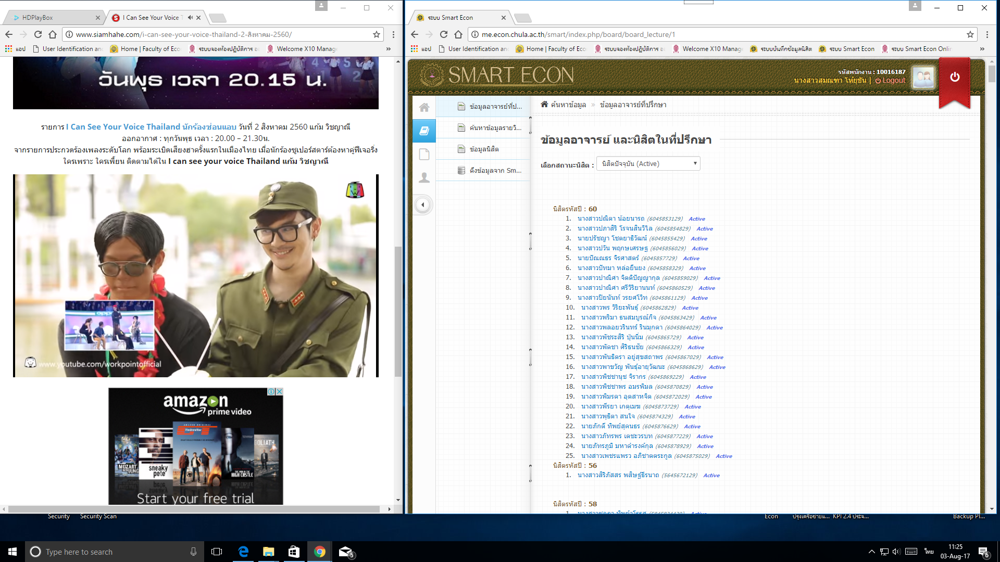 HDPlayBox
I Can See Your Voice T
www.siamhahe.com/i-can-see-your-voice-thailand-2-สิงหาคม-2560/
แอป
User Identification an
Home | Faculty of Eco
ระบบจองห้องปฏิบัติการ อ
Welcome X10 Manage
»
วันพุธ เวลา 20.15 น.
รายการ I Can See Your Voice Thailand นักร้องซ่อนแอบ วันที่ 2 สิงหาคม 2560 แก้ม วิชญาณี
ออกอากาศ : ทุกวันพุธ เวลา : 20.00 – 21.30น.
จากรายการประกวดร้องเพลงระดับโลก พร้อมระเบิดเสียงฮาครั้งแรกในเมืองไทย เมื่อนักร้องซูเปอร์สตาร์ต้องหาคู่ฟีเจอริ่ง
ใครเพราะ ใครเพี้ยน ติดตามได้ใน I can see your voice Thailand แก้ม วิชญาณี
oppo
www.youtube.com/workpointofficial
amazon
prime video
MOZART IN THE JUNGLE
sneaky pete
THE MAN IN THE HIGH CASTLE
GOLIATH
Start your free trial
ระบบ Smart Econ
me.econ.chula.ac.th/smart/index.php/board/board_lecture/1
แอป
User Identification and
Home | Faculty of Eco
ระบบจองห้องปฏิบัติการ อ
Welcome X10 Manag
ระบบบันทึกข้อมูลนิสิต
ระบบ Smart Econ
ระบบ Smart Econ Onli
»
SMART ECON
รหัสพนักงาน : 10016187
นางสาวสุมณฑา โห้ยุขัน | Logout
ข้อมูลอาจารย์ที่ป...
ค้นหาข้อมูลรายวิ...
ข้อมูลนิสิต
ดึงข้อมูลจาก Sm...
ค้นหาข้อมูล » ข้อมูลอาจารย์ที่ปรึกษา
ข้อมูลอาจารย์ และนิสิตในที่ปรึกษา
เลือกสถานะนิสิต : นิสิตปัจจุบัน (Active)
นิสิตรหัสปี : 60
1. นางสาวปณิตา น้อยนารถ (6045853129) Active
2. นางสาวปภาสิริ โรจนสินวิไล (6045854829) Active
3. นายปรัชญา โชตยาธิวัฒน์ (6045855429) Active
4. นางสาวปวัน พฤกษเศรษฐ (6045856029) Active
5. นายปัณณธร จิรศาสตร์ (6045857729) Active
6. นางสาวปัทมา หล่อยืนยง (6045858329) Active
7. นางสาวปาณิศา จิตติปัญญากุล (6045859029) Active
8. นางสาวปาณิศา ศรีวิริยานนท์ (6045860529) Active
9. นางสาวปิยนันท์ วรยศโวิท (6045861129) Active
10. นางสาวพร วิริยะพันธุ์ (6045862829) Active
11. นางสาวพริมา ธนสมบูรณ์กิจ (6045863429) Active
12. นางสาวพลอยวรินทร์ รินมุกดา (6045864029) Active
13. นางสาวพัชระสิริ ปุ่นนิ่ม (6045865729) Active
14. นางสาวพัดชา ศิริธนชัย (6045866329) Active
15. นางสาวพันธิตรา อยู่สุขสถาพร (6045867029) Active
16. นางสาวพาขวัญ พันธุ์อายุวัฒนะ (6045868629) Active
17. นางสาวพิชชานุช จิรากร (6045869229) Active
18. นางสาวพิชชาพร อมรพิมล (6045870829) Active
19. นางสาวพิมรดา อุตสาหจิต (6045872029) Active
20. นางสาวพีรยา เกตุเมฆ (6045873729) Active
21. นางสาวพุธิตา สนใจ (6045874329) Active
22. นายภักดี ทิพย์สุคนธร (6045876629) Active
23. นางสาวภัทรพร เตชะวรบท (6045877229) Active
24. นายภัทรภูมิ มหาดำรงค์กุล (6045878929) Active
25. นางสาวเพชรแพรว อภิชาตตระกูล (6045875029) Active
นิสิตรหัสปี : 56
1. นางสาวสิริภัสสร พสิษฐ์ธีรนาถ (5645672129) Active
นิสิตรหัสปี : 58
Security
Security Scan
Econ
ปรุงเครือข่ายแ...
KPI 2.4 ประจ...
Backup Pl...
Type here to search
5
ไทย
11:25
03-Aug-17
6